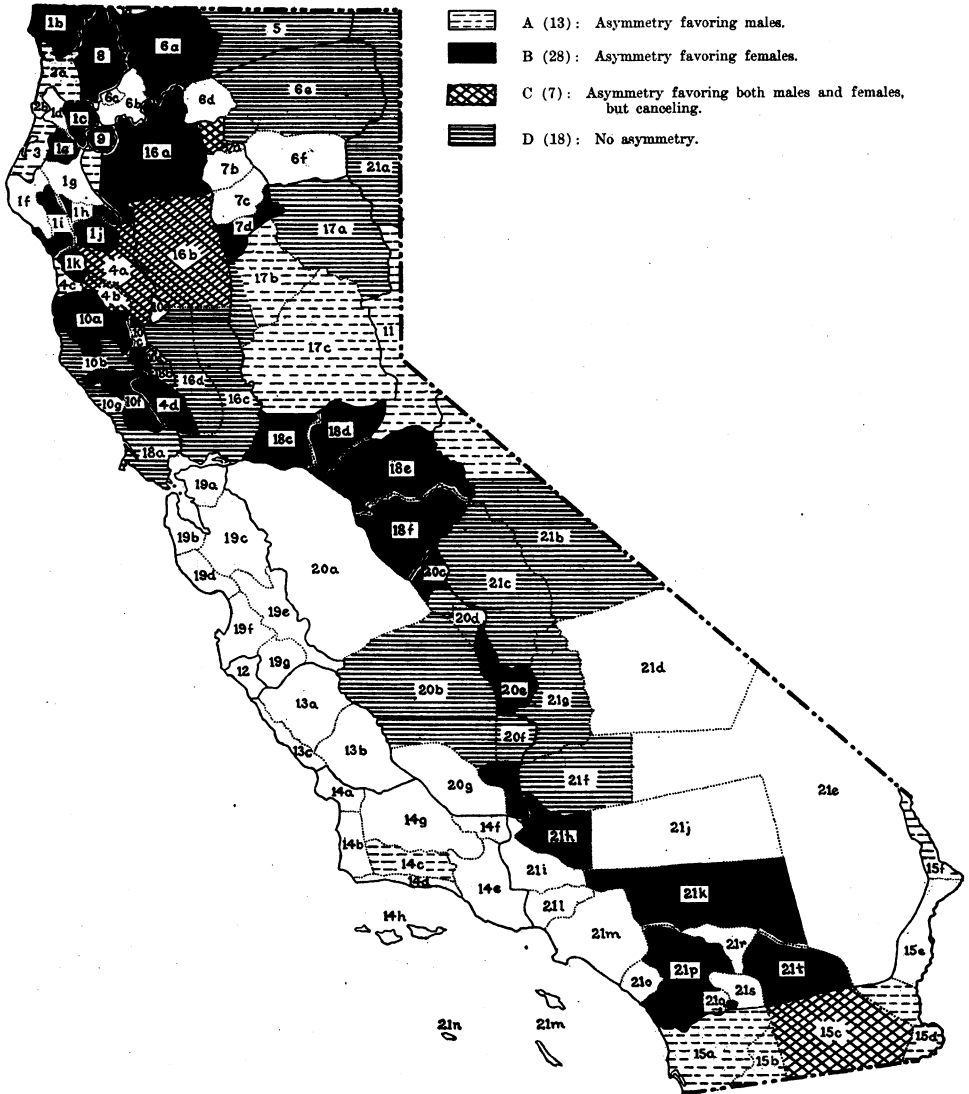 A (13): Asymmetry favoring males.
B (28): Asymmetry favoring females.
C (7): Asymmetry favoring both males and females,
but canceling.
D (18): No asymmetry.
1b
8
6a
5
2a
6c
6b
6d
6e
2b
1d
1c
9
3
1e
16a
7a
7b
6f
21a
1g
1f
7c
1h
1i
1j
7d
17a
16b
1k
4a
17b
4c
4b
10a
11
17c
10b
16d
16c
10g
10f
4d
18c
18d
18a
18e
19a
18f
19b
19c
21b
20a
20c
21c
19d
19e
20d
19f
12
19g
20b
20e
21g
21d
13a
20f
13c
13b
21f
14a
20g
21e
14g
14f
21h
21j
14b
14c
21i
15f
14d
14e
21k
21l
14h
21m
21r
15e
21o
21p
21t
21s
21q
21n
21m
15c
15d
15a
15b